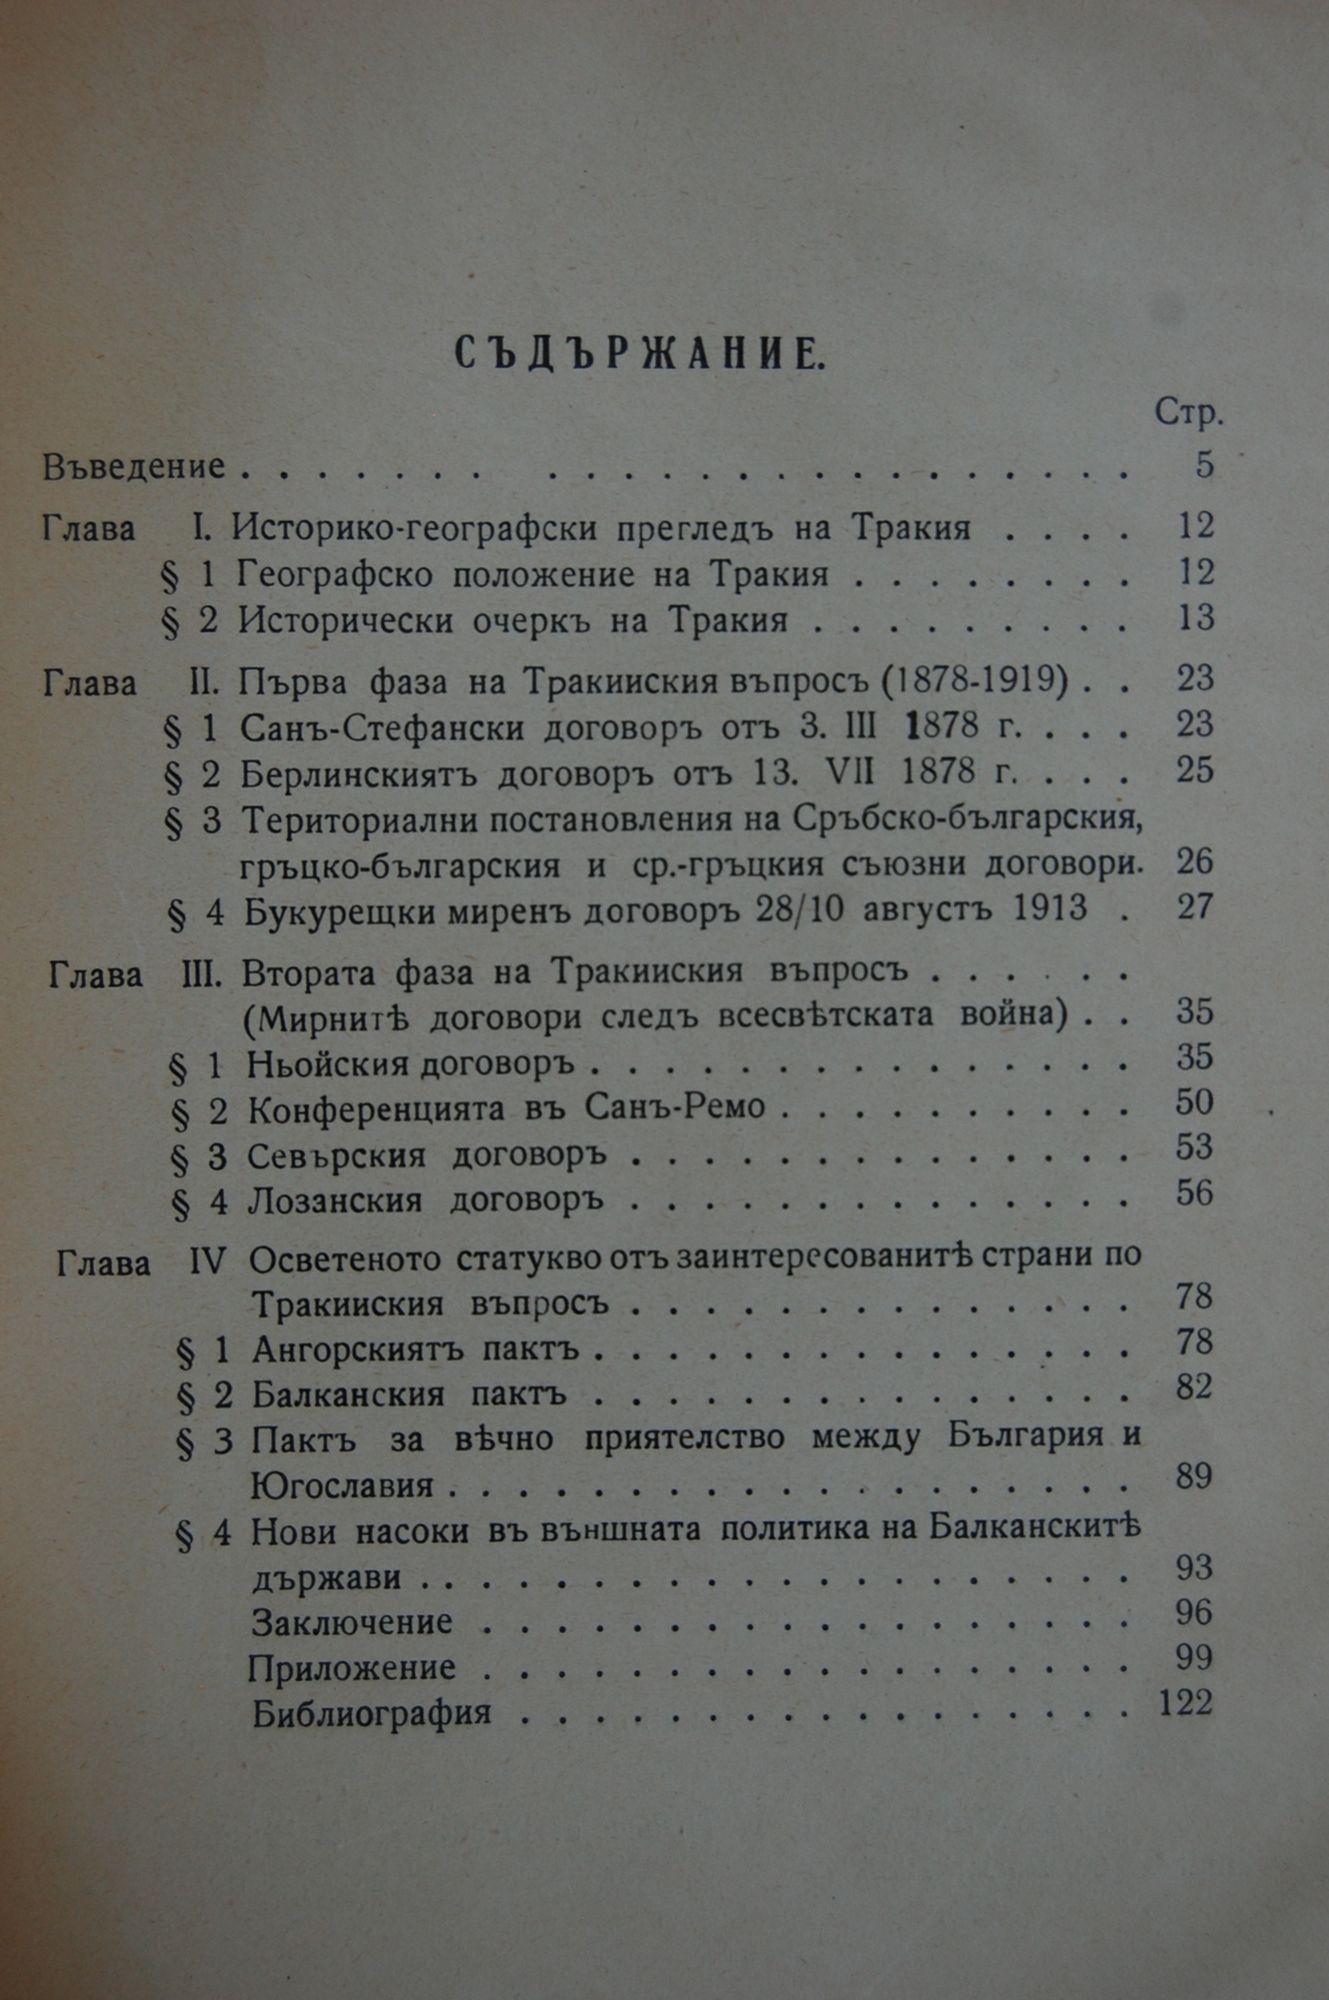 СЪДЪРЖАНИЕ.
Стр.
Въведение . . . . . . . . . . . . . . . . . . . . . . 5
Глава I. Историко-географски прегледъ на Тракия . . . . 12
§ 1 Географско положение на Тракия . . . . . . . . 12
§ 2 Исторически очеркъ на Тракия . . . . . . . . . 13
Глава II. Първа фаза на Тракииския въпросъ (1878-1919) . . 23
§ 1 Санъ-Стефански договоръ отъ 3. III 1878 г. . . . 23
§ 2 Берлинскиятъ договоръ отъ 13. VII 1878 г. . . . 25
§ 3 Териториални постановления на Сръбско-българския,
гръцко-българския и ср.-гръцкия съюзни договори. 26
§ 4 Букурещки миренъ договоръ 28/10 августъ 1913 . 27
Глава III. Втората фаза на Тракииския въпросъ . . . . . .
(Мирнитѣ договори следъ всесвѣтската война) . . 35
§ 1 Ньойския договоръ . . . . . . . . . . . . . . . 35
§ 2 Конференцията въ Санъ-Ремо . . . . . . . . . . 50
§ 3 Севърския договоръ . . . . . . . . . . . . . . 53
§ 4 Лозанския договоръ . . . . . . . . . . . . . . 56
Глава IV Осветеното статукво отъ заинтересованитѣ страни по
Тракииския въпросъ . . . . . . . . . . . . . . 78
§ 1 Ангорскиятъ пактъ . . . . . . . . . . . . . . . 78
§ 2 Балканския пактъ . . . . . . . . . . . . . . . 82
§ 3 Пактъ за вѣчно приятелство между България и
Югославия . . . . . . . . . . . . . . . . . . . 89
§ 4 Нови насоки въ външната политика на Балканскитѣ
държави . . . . . . . . . . . . . . . . . . . . 93
Заключение . . . . . . . . . . . . . . . . . . 96
Приложение . . . . . . . . . . . . . . . . . . 99
Библиография . . . . . . . . . . . . . . . . . 122